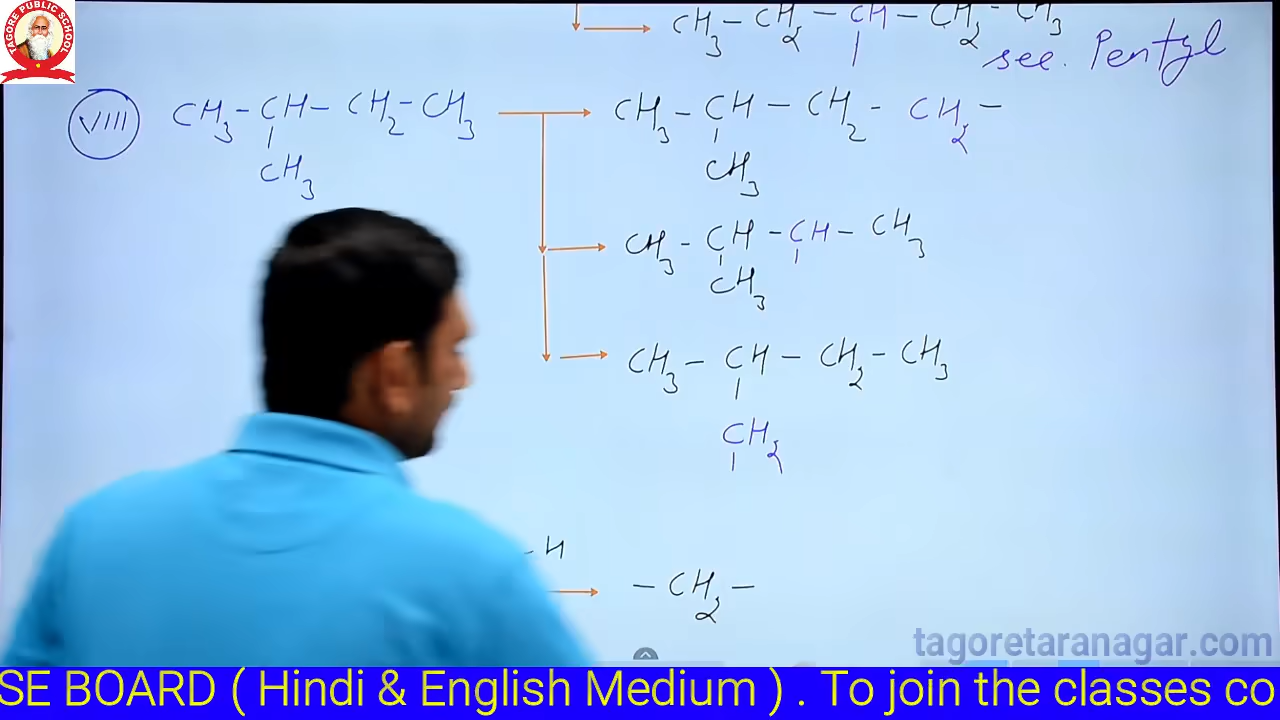 TAGORE PUBLIC SCHOOL
CH3 – CH2 – CH – CH2 – CH3
sec. Pentyl
VIIII CH3 – CH – CH2 – CH3
CH3
CH3 – CH – CH2 – CH2 –
CH3
CH3 – CH – CH – CH3
CH3
CH3 – CH – CH2 – CH3
CH2
– H
– CH2 –
tagoretaranagar.com
SE BOARD ( Hindi & English Medium ) . To join the classes co